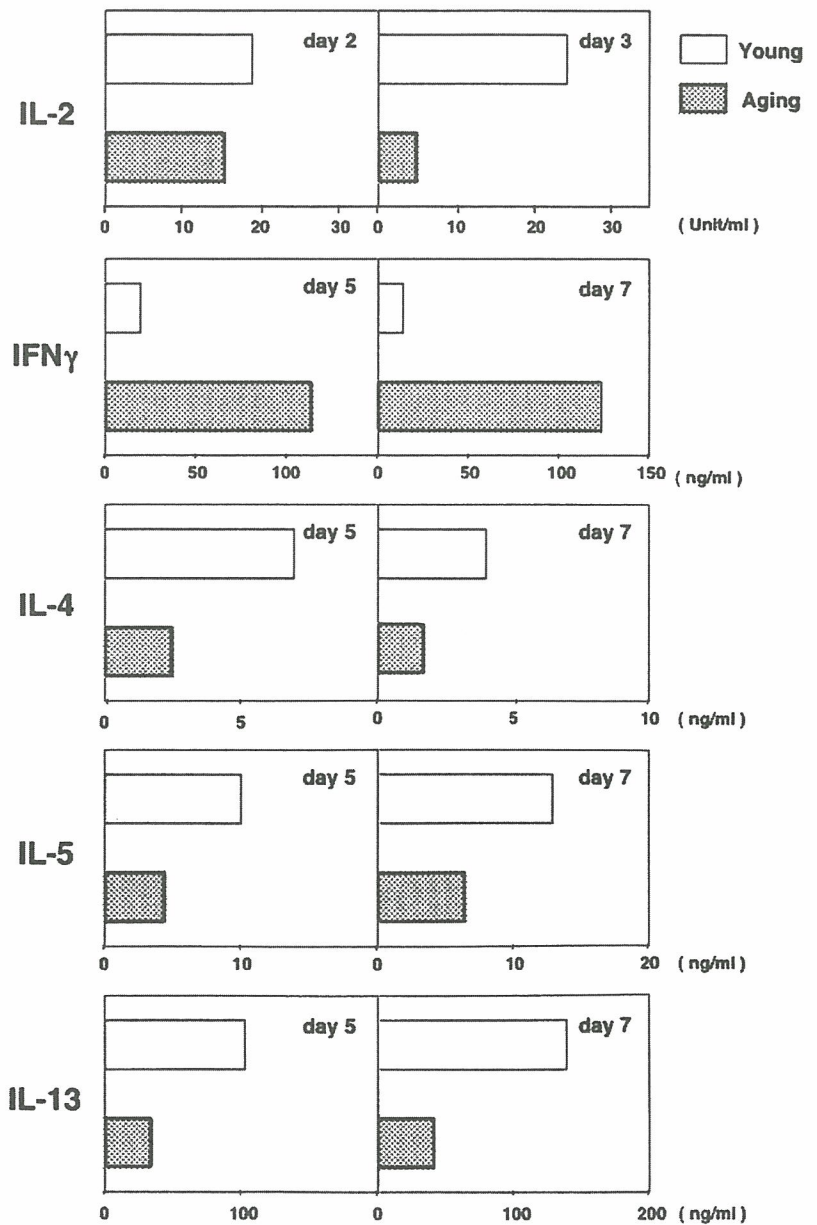 day 2
day 3
Young
Aging
IL-2
0 10 20 30 0 10 20 30 ( Unit/ml )
day 5
day 7
IFNγ
0 50 100 0 50 100 150 ( ng/ml )
day 5
day 7
IL-4
0 5 0 5 10 ( ng/ml )
day 5
day 7
IL-5
0 10 0 10 20 ( ng/ml )
day 5
day 7
IL-13
0 100 0 100 200 ( ng/ml )